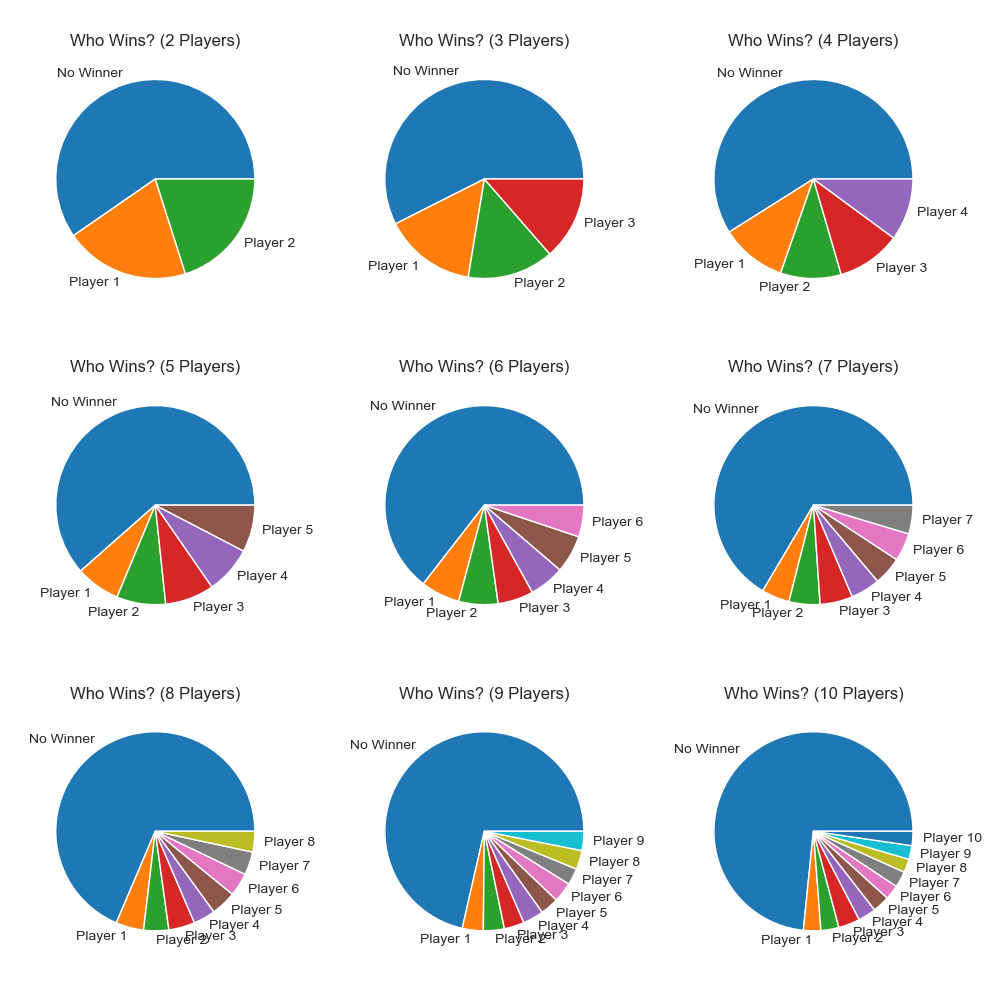 Who Wins? (2 Players)
No Winner
Player 1
Player 2
Who Wins? (3 Players)
No Winner
Player 1
Player 2
Player 3
Who Wins? (4 Players)
No Winner
Player 1
Player 2
Player 3
Player 4
Who Wins? (5 Players)
No Winner
Player 1
Player 2
Player 3
Player 4
Player 5
Who Wins? (6 Players)
No Winner
Player 1
Player 2
Player 3
Player 4
Player 5
Player 6
Who Wins? (7 Players)
No Winner
Player 1
Player 2
Player 3
Player 4
Player 5
Player 6
Player 7
Who Wins? (8 Players)
No Winner
Player 1
Player 2
Player 3
Player 4
Player 5
Player 6
Player 7
Player 8
Who Wins? (9 Players)
No Winner
Player 1
Player 2
Player 3
Player 4
Player 5
Player 6
Player 7
Player 8
Player 9
Who Wins? (10 Players)
No Winner
Player 1
Player 2
Player 3
Player 4
Player 5
Player 6
Player 7
Player 8
Player 9
Player 10